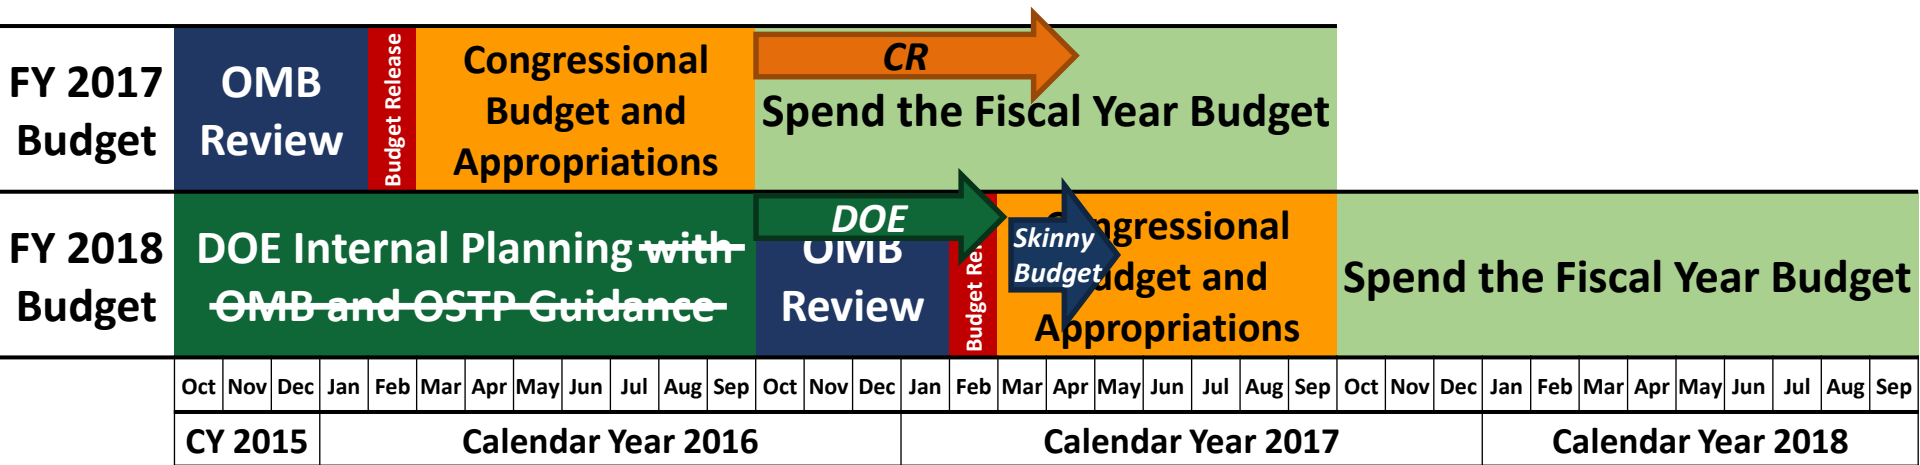 FY 2017
Budget
OMB
Review
Budget Release
Congressional
Budget and
Appropriations
CR
Spend the Fiscal Year Budget
FY 2018
Budget
DOE Internal Planning with
OMB and OSTP Guidance
DOE
OMB
Review
Budget Re
Skinny
Budget
ngressional
dget and
Appropriations
Spend the Fiscal Year Budget
Oct Nov Dec Jan Feb Mar Apr May Jun Jul Aug Sep Oct Nov Dec Jan Feb Mar Apr May Jun Jul Aug Sep Oct Nov Dec Jan Feb Mar Apr May Jun Jul Aug Sep
CY 2015 Calendar Year 2016 Calendar Year 2017 Calendar Year 2018